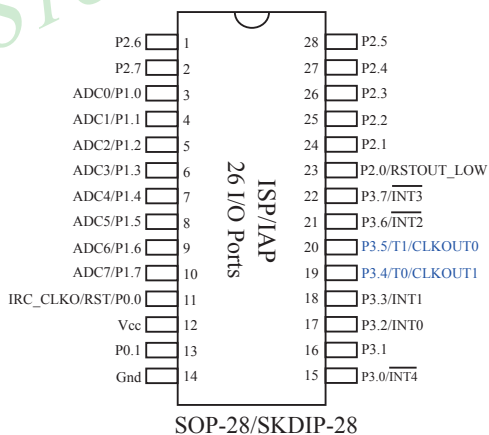 P2.6 1 28 P2.5
P2.7 2 27 P2.4
ADC0/P1.0 3 26 P2.3
ADC1/P1.1 4 25 P2.2
ADC2/P1.2 5 24 P2.1
ADC3/P1.3 6 23 P2.0/RSTOUT_LOW
ADC4/P1.4 7 22 P3.7/INT3
ADC5/P1.5 8 21 P3.6/INT2
ADC6/P1.6 9 20 P3.5/T1/CLKOUT0
ADC7/P1.7 10 19 P3.4/T0/CLKOUT1
IRC_CLKO/RST/P0.0 11 18 P3.3/INT1
Vcc 12 17 P3.2/INT0
P0.1 13 16 P3.1
Gnd 14 15 P3.0/INT4
ISP/IAP
26 I/O Ports
SOP-28/SKDIP-28